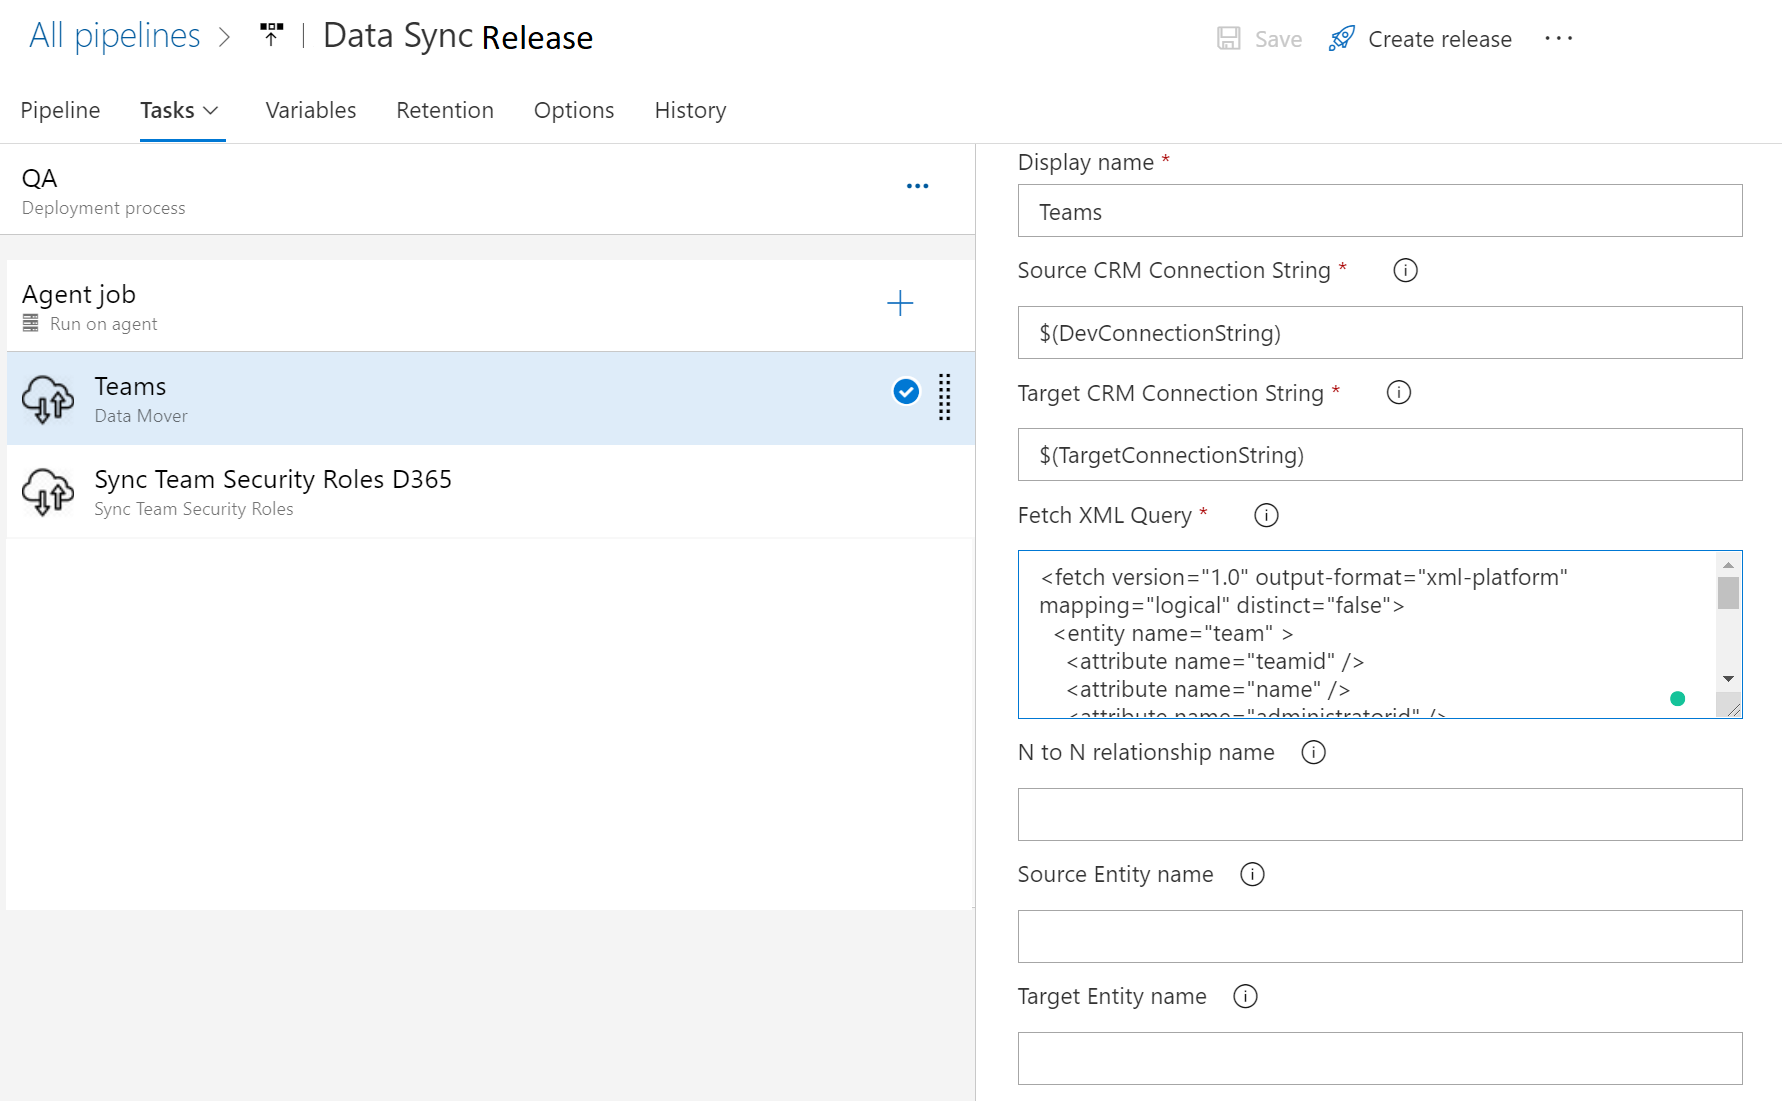 All pipelines > Data Sync Release
Save Create release ...
Pipeline Tasks Variables Retention Options History
QA
Deployment process
Agent job
Run on agent
Teams
Data Mover
Sync Team Security Roles D365
Sync Team Security Roles
Display name *
Teams
Source CRM Connection String *
$(DevConnectionString)
Target CRM Connection String *
$(TargetConnectionString)
Fetch XML Query *
<fetch version="1.0" output-format="xml-platform"
mapping="logical" distinct="false">
<entity name="team" >
<attribute name="teamid" />
<attribute name="name" />
<attribute name="administratorid" />
N to N relationship name
Source Entity name
Target Entity name